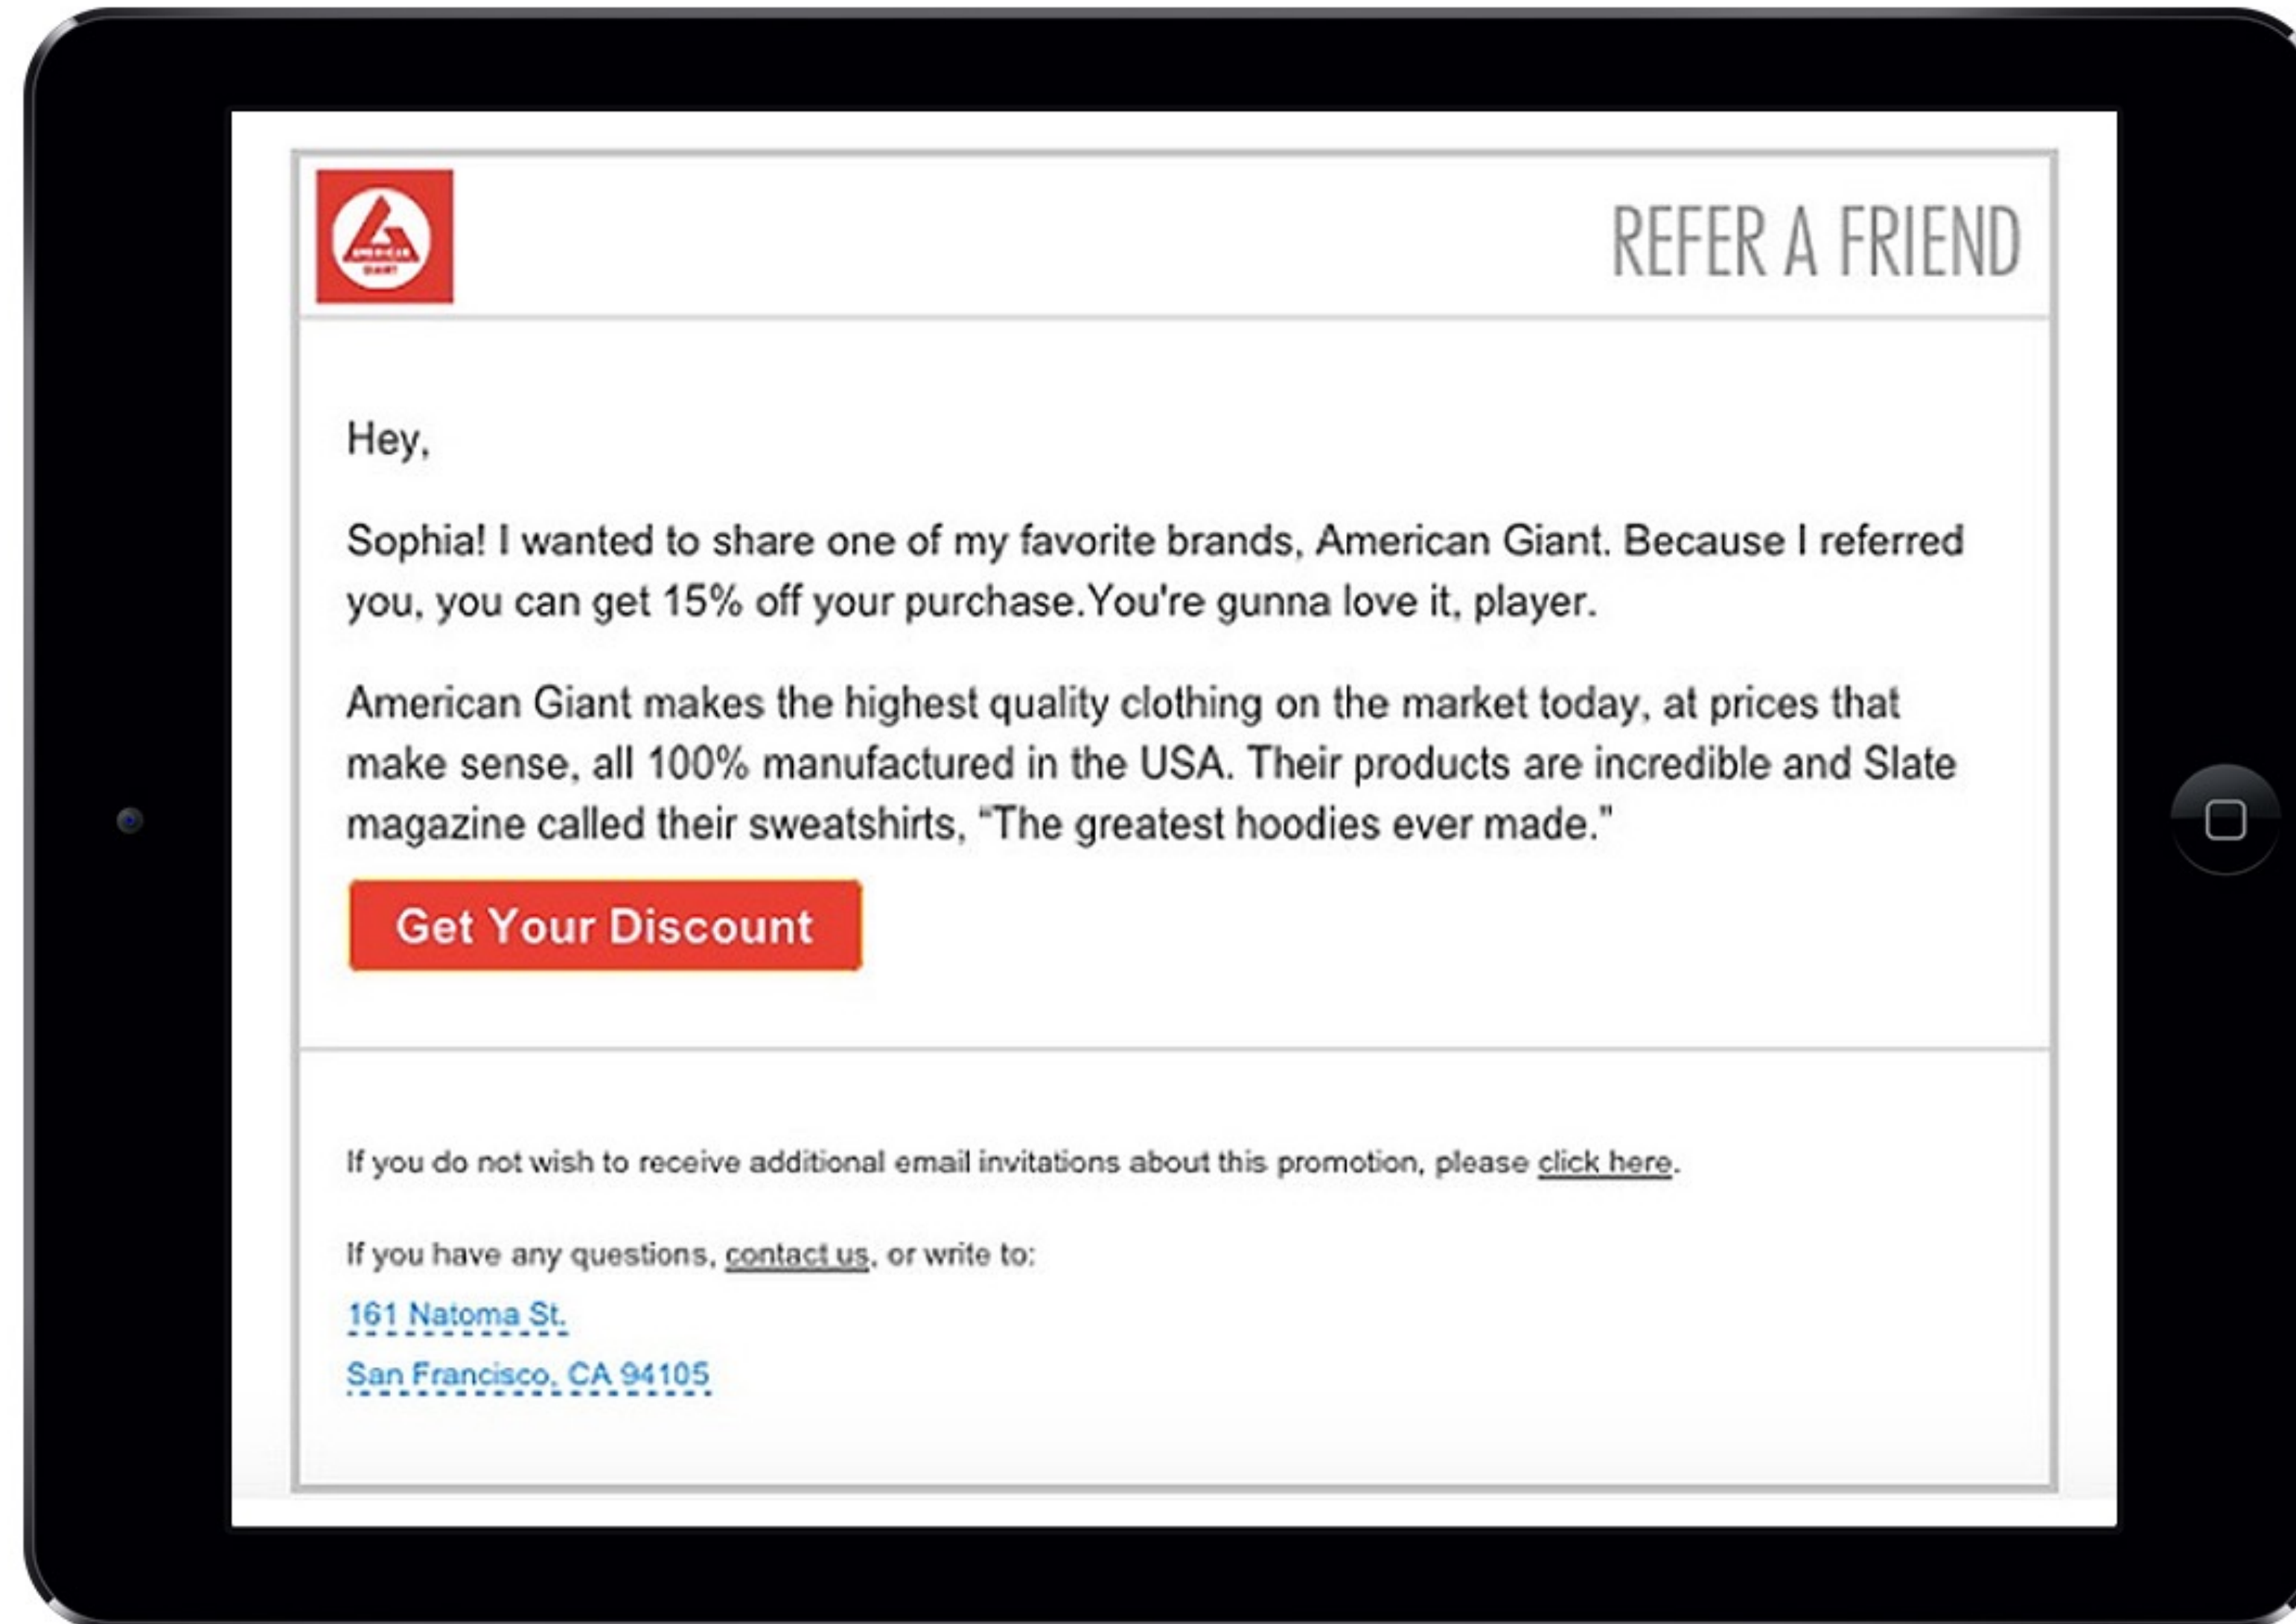 AMERICAN
GIANT
REFER A FRIEND
Hey,
Sophia! I wanted to share one of my favorite brands, American Giant. Because I referred
you, you can get 15% off your purchase.You're gunna love it, player.
American Giant makes the highest quality clothing on the market today, at prices that
make sense, all 100% manufactured in the USA. Their products are incredible and Slate
magazine called their sweatshirts, “The greatest hoodies ever made.”
Get Your Discount
If you do not wish to receive additional email invitations about this promotion, please click here.
If you have any questions, contact us, or write to:
161 Natoma St.
San Francisco, CA 94105